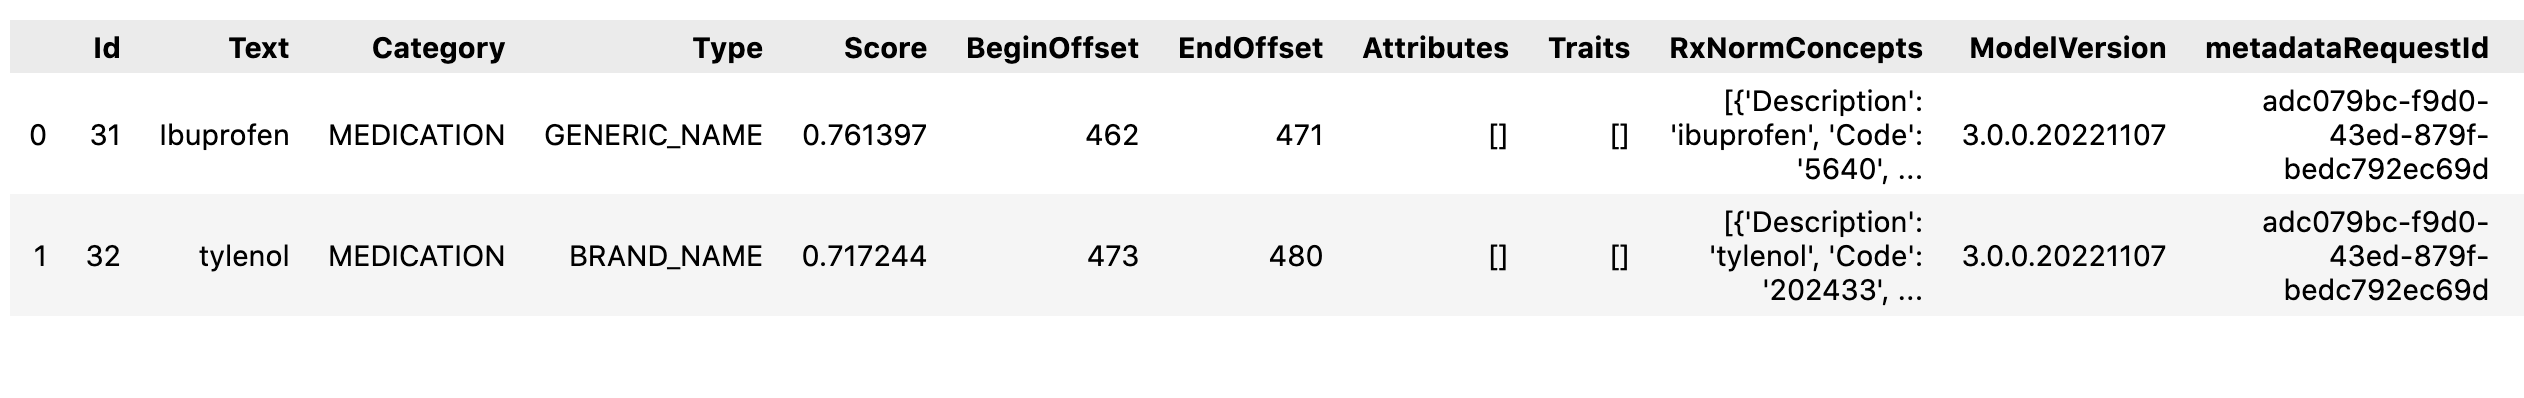 Id Text Category Type Score BeginOffset EndOffset Attributes Traits RxNormConcepts ModelVersion metadataRequestId
[{'Description': adc079bc-f9d0-
0 31 Ibuprofen MEDICATION GENERIC_NAME 0.761397 462 471 [] [] 'ibuprofen', 'Code': 3.0.0.20221107 43ed-879f-
'5640', ... bedc792ec69d
[{'Description': adc079bc-f9d0-
1 32 tylenol MEDICATION BRAND_NAME 0.717244 473 480 [] [] 'tylenol', 'Code': 3.0.0.20221107 43ed-879f-
'202433', ... bedc792ec69d